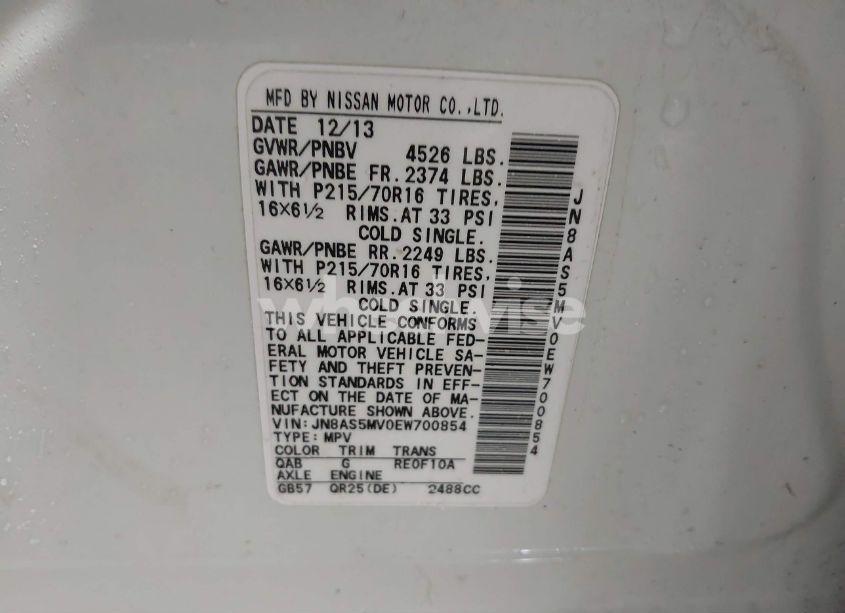 MFD BY NISSAN MOTOR CO.,LTD.
DATE 12/13
GVWR/PNBV 4526 LBS.
GAWR/PNBE FR. 2374 LBS.
WITH P215/70R16 TIRES,
16X6½ RIMS. AT 33 PSI
COLD SINGLE.
GAWR/PNBE RR. 2249 LBS.
WITH P215/70R16 TIRES,
16X6½ RIMS. AT 33 PSI
COLD SINGLE.
THIS VEHICLE CONFORMS
TO ALL APPLICABLE FED-
ERAL MOTOR VEHICLE SA-
FETY AND THEFT PREVEN-
TION STANDARDS IN EFF-
ECT ON THE DATE OF MA-
NUFACTURE SHOWN ABOVE.
VIN: JN8AS5MV0EW700854
TYPE: MPV
COLOR TRIM TRANS
QAB G RE0F10A
AXLE ENGINE
GB57 QR25(DE) 2488CC
JN8AS5MV0EW700854